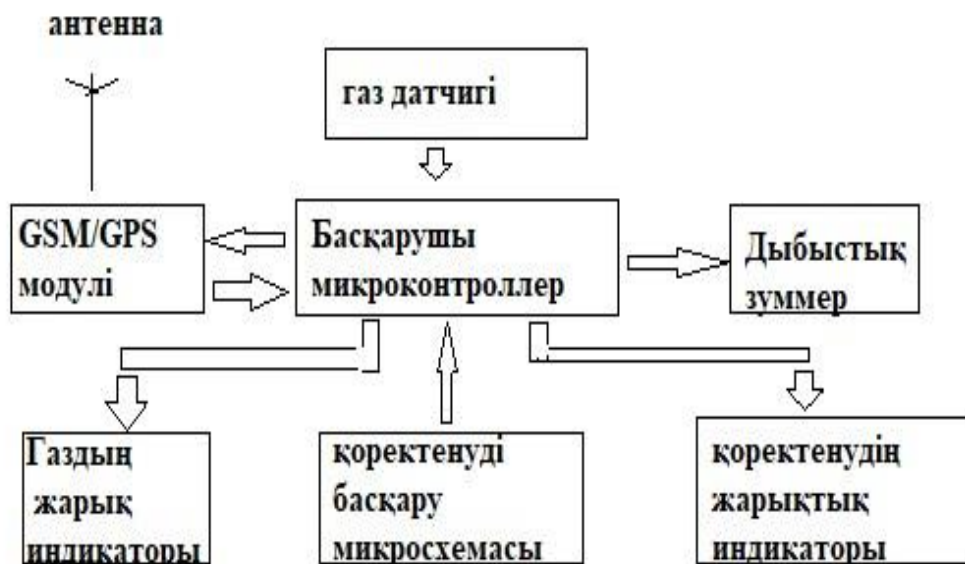 антенна
газ датчигі
GSM/GPS
модулі
Басқарушы
микроконтроллер
Дыбыстық
зуммер
Газдың
жарық
индикаторы
қоректенуді
басқару
микросхемасы
қоректенудің
жарықтық
индикаторы